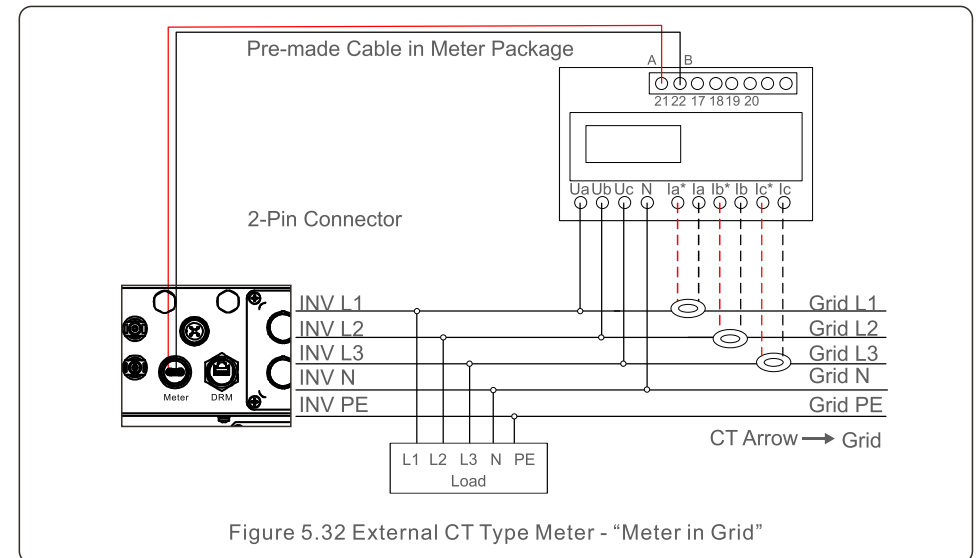 Pre-made Cable in Meter Package
A B
21 22 17 18 19 20
Ua Ub Uc N Ia* Ia Ib* Ib Ic* Ic
2-Pin Connector
INV L1 Grid L1
INV L2 Grid L2
INV L3 Grid L3
INV N Grid N
INV PE Grid PE
Meter DRM
CT Arrow → Grid
L1 L2 L3 N PE
Load
Figure 5.32 External CT Type Meter - “Meter in Grid”